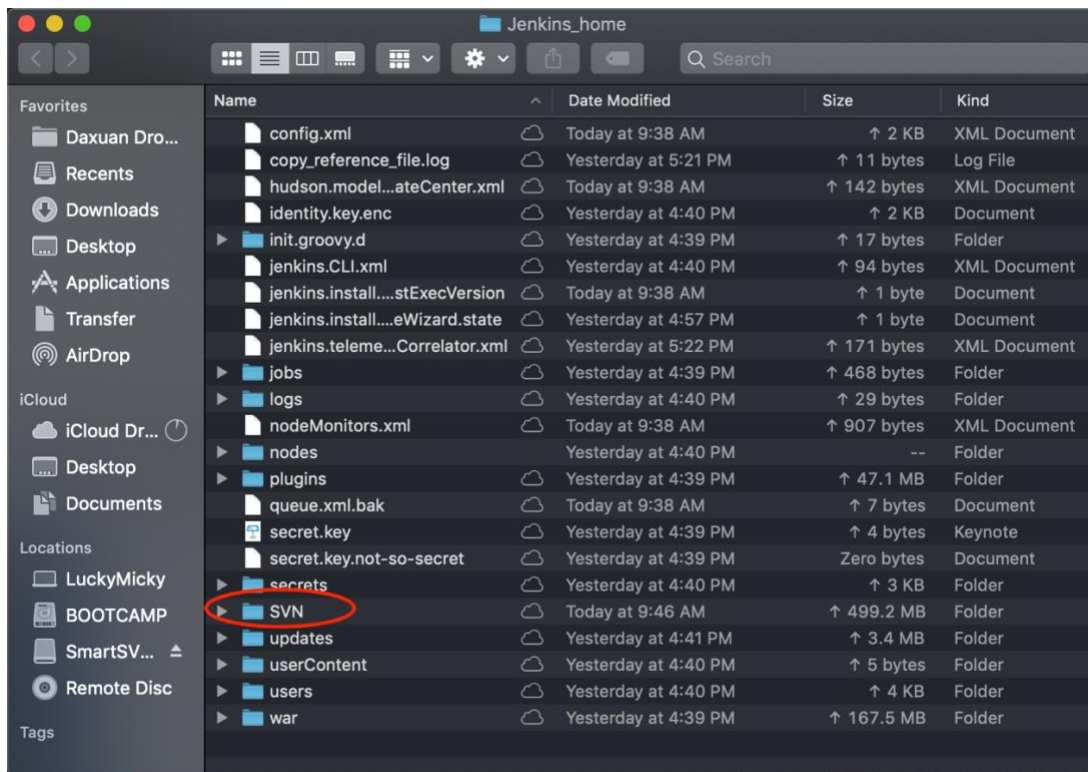 Jenkins_home
Search
Favorites
Daxuan Dro...
Recents
Downloads
Desktop
Applications
Transfer
AirDrop
iCloud
iCloud Dr...
Desktop
Documents
Locations
LuckyMicky
BOOTCAMP
SmartSV...
Remote Disc
Tags
Name Date Modified Size Kind
config.xml Today at 9:38 AM ↑ 2 KB XML Document
copy_reference_file.log Yesterday at 5:21 PM ↑ 11 bytes Log File
hudson.model...ateCenter.xml Today at 9:38 AM ↑ 142 bytes XML Document
identity.key.enc Yesterday at 4:40 PM ↑ 2 KB Document
init.groovy.d Yesterday at 4:39 PM ↑ 17 bytes Folder
jenkins.CLI.xml Yesterday at 4:40 PM ↑ 94 bytes XML Document
jenkins.install....stExecVersion Today at 9:38 AM ↑ 1 byte Document
jenkins.install....eWizard.state Yesterday at 4:57 PM ↑ 1 byte Document
jenkins.teleme...Correlator.xml Yesterday at 5:22 PM ↑ 171 bytes XML Document
jobs Yesterday at 4:39 PM ↑ 468 bytes Folder
logs Yesterday at 4:40 PM ↑ 29 bytes Folder
nodeMonitors.xml Today at 9:38 AM ↑ 907 bytes XML Document
nodes Yesterday at 4:40 PM -- Folder
plugins Yesterday at 4:39 PM ↑ 47.1 MB Folder
queue.xml.bak Today at 9:38 AM ↑ 7 bytes Document
secret.key Yesterday at 4:39 PM ↑ 4 bytes Keynote
secret.key.not-so-secret Yesterday at 4:39 PM Zero bytes Document
secrets Yesterday at 4:40 PM ↑ 3 KB Folder
SVN Today at 9:46 AM ↑ 499.2 MB Folder
updates Yesterday at 4:41 PM ↑ 3.4 MB Folder
userContent Yesterday at 4:40 PM ↑ 5 bytes Folder
users Yesterday at 4:40 PM ↑ 4 KB Folder
war Yesterday at 4:39 PM ↑ 167.5 MB Folder